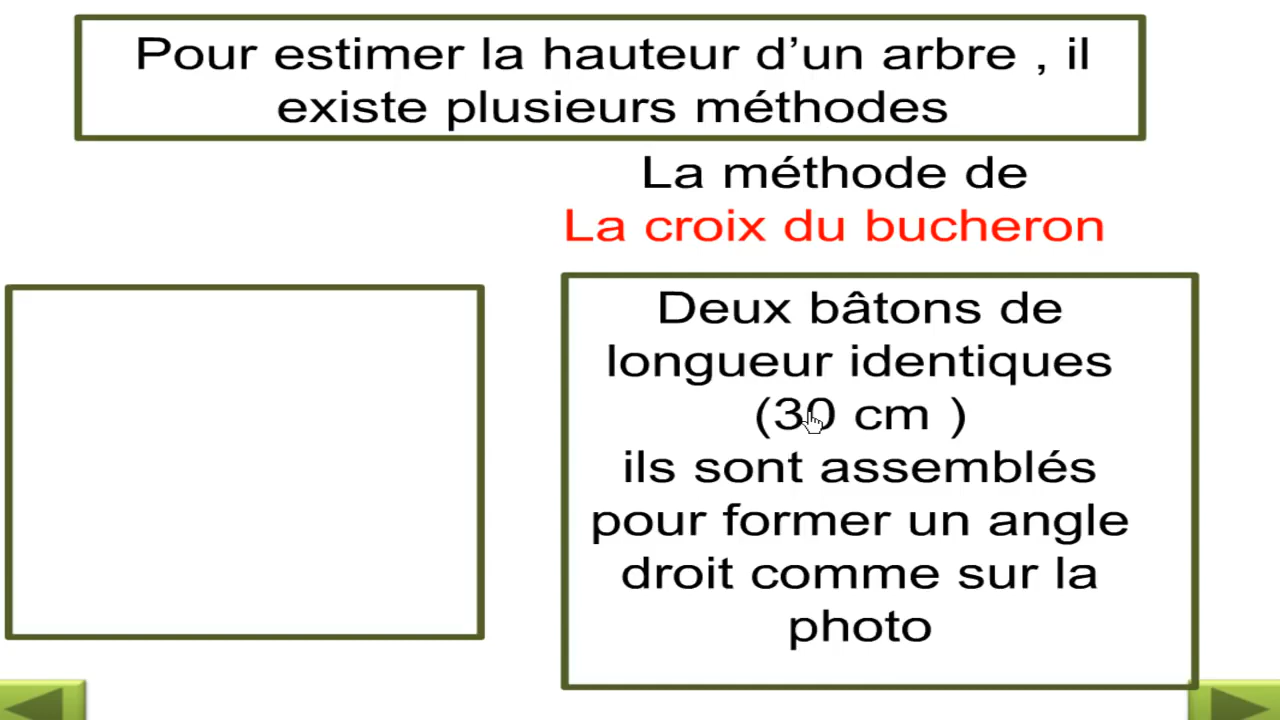 Pour estimer la hauteur d’un arbre , il
existe plusieurs méthodes
La méthode de
La croix du bucheron
Deux bâtons de
longueur identiques
(30 cm )
ils sont assemblés
pour former un angle
droit comme sur la
photo